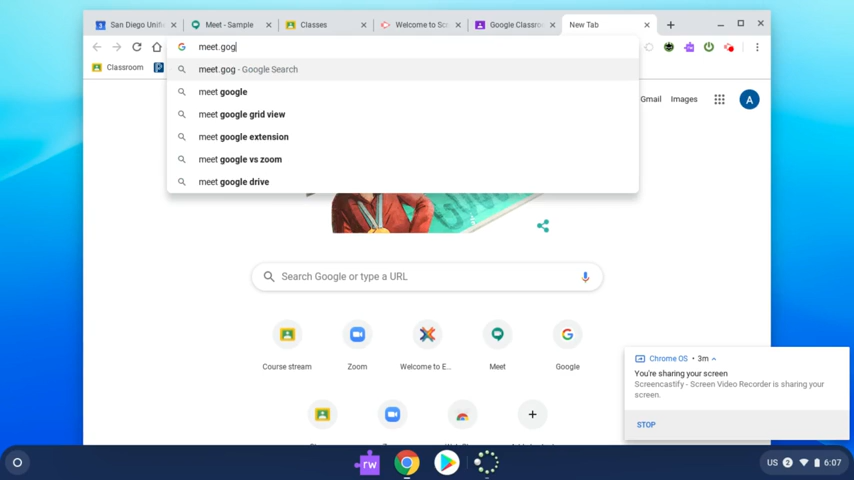 San Diego Unifi
Meet - Sample
Classes
Welcome to Scr
Google Classro
New Tab
meet.gog
Classroom
meet.gog - Google Search
meet google
meet google grid view
meet google extension
meet google vs zoom
meet google drive
Gmail
Images
A
Search Google or type a URL
Course stream
Zoom
Welcome to E...
Meet
Google
Chrome OS • 3m
You're sharing your screen
Screencastify - Screen Video Recorder is sharing your
screen.
STOP
rw
US
2
6:07